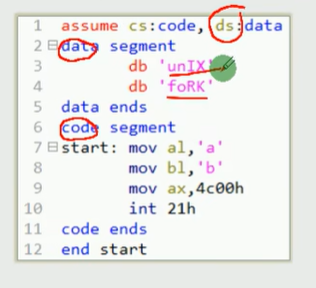 1 assume cs:code, ds:data
2 data segment
3 db 'unIX'
4 db 'foRK'
5 data ends
6 code segment
7 start: mov al,'a'
8 mov bl,'b'
9 mov ax,4c00h
10 int 21h
11 code ends
12 end start